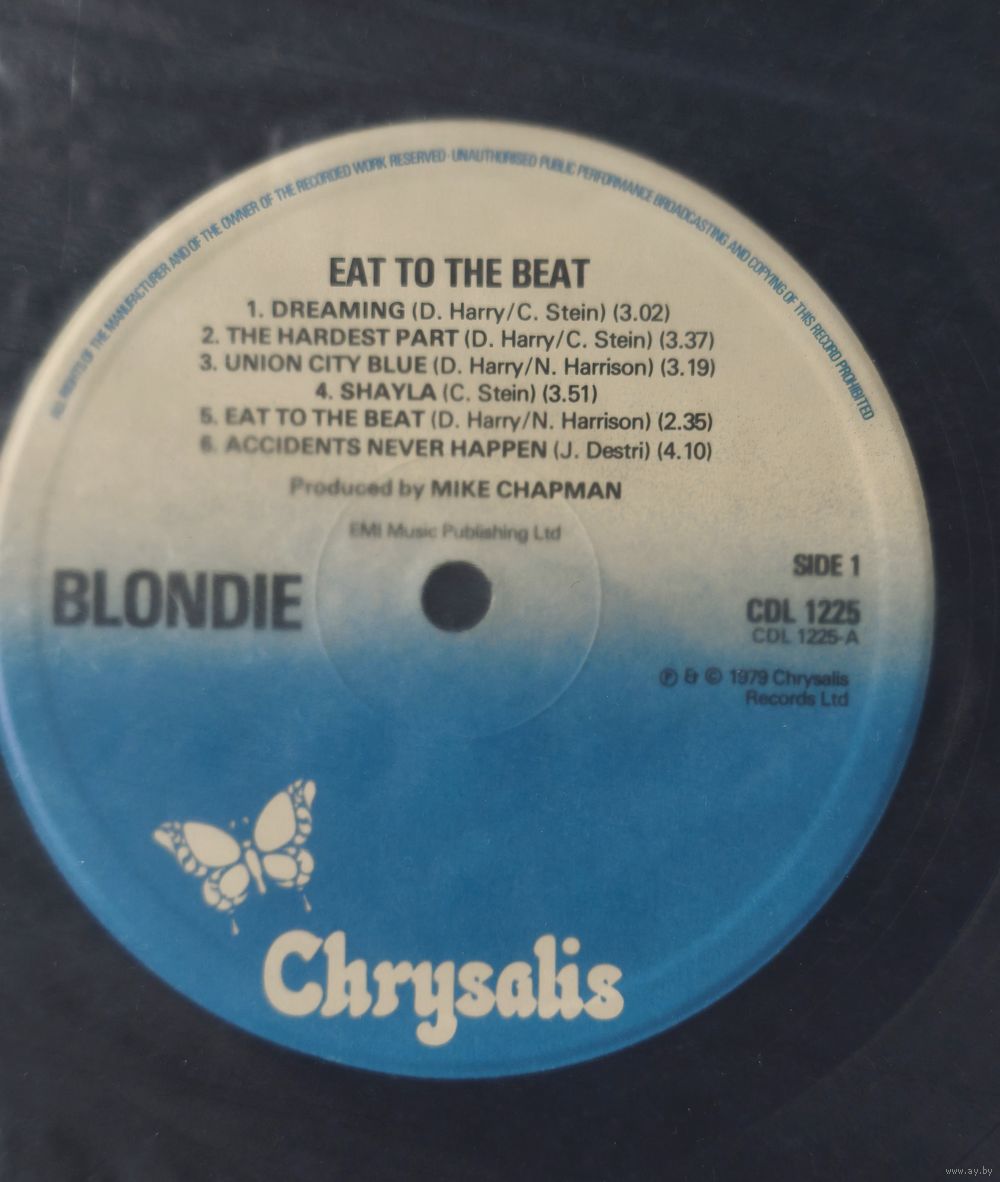 ALL RIGHTS OF THE MANUFACTURER AND OF THE OWNER OF THE RECORDED WORK RESERVED · UNAUTHORISED PUBLIC PERFORMANCE BROADCASTING AND COPYING OF THIS RECORD PROHIBITED
EAT TO THE BEAT
1. DREAMING (D. Harry/C. Stein) (3.02)
2. THE HARDEST PART (D. Harry/C. Stein) (3.37)
3. UNION CITY BLUE (D. Harry/N. Harrison) (3.19)
4. SHAYLA (C. Stein) (3.51)
5. EAT TO THE BEAT (D. Harry/N. Harrison) (2.35)
6. ACCIDENTS NEVER HAPPEN (J. Destri) (4.10)
Produced by MIKE CHAPMAN
EMI Music Publishing Ltd
BLONDIE
SIDE 1
CDL 1225
CDL 1225-A
℗ & © 1979 Chrysalis
Records Ltd
Chrysalis
www.ay.by